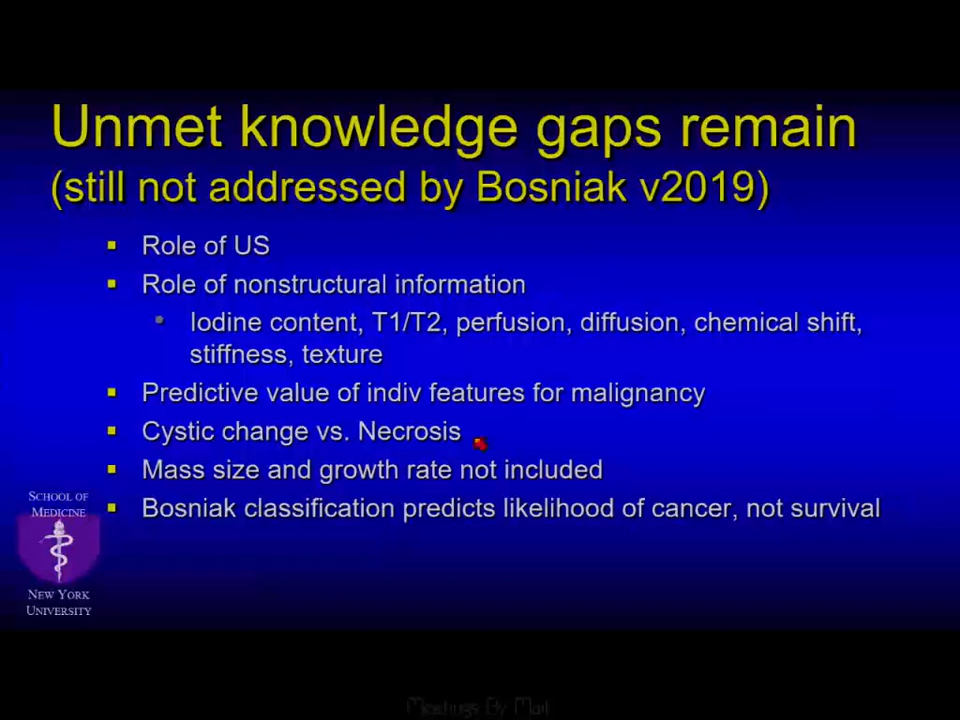 Unmet knowledge gaps remain
(still not addressed by Bosniak v2019)
▪ Role of US
▪ Role of nonstructural information
• Iodine content, T1/T2, perfusion, diffusion, chemical shift,
stiffness, texture
▪ Predictive value of indiv features for malignancy
▪ Cystic change vs. Necrosis
▪ Mass size and growth rate not included
▪ Bosniak classification predicts likelihood of cancer, not survival
SCHOOL OF
MEDICINE
NEW YORK
UNIVERSITY
Meetings By Mail